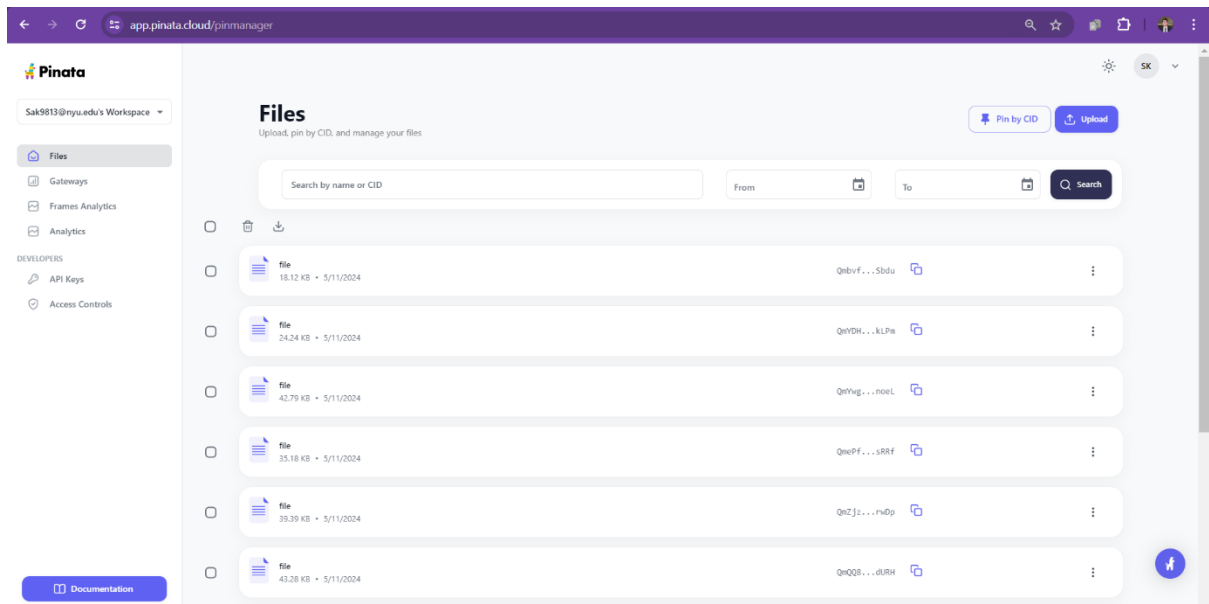 app.pinata.cloud/pinmanager
Pinata
SK
Sak9813@nyu.edu's Workspace
Files
Gateways
Frames Analytics
Analytics
DEVELOPERS
API Keys
Access Controls
Documentation
Files
Upload, pin by CID, and manage your files
Pin by CID
Upload
Search by name or CID
From
To
Search
file
18.12 KB • 5/11/2024
Qmbvf...Sbdu
file
24.24 KB • 5/11/2024
QmYDH...kLPm
file
42.79 KB • 5/11/2024
QmYwg...noeL
file
35.18 KB • 5/11/2024
QmePf...sRRf
file
39.39 KB • 5/11/2024
QmZjz...rwDp
file
43.28 KB • 5/11/2024
QmQQB...dURH